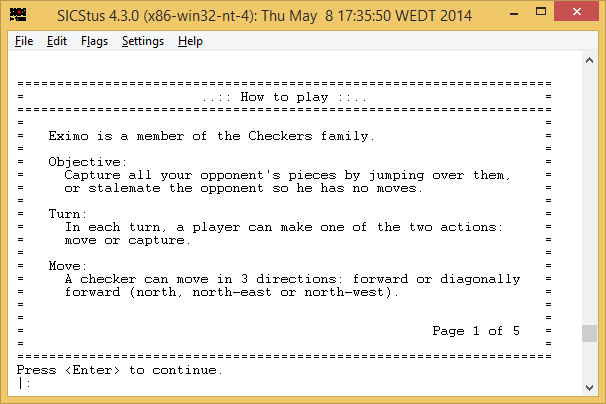 SICStus 4.3.0 (x86-win32-nt-4): Thu May  8 17:35:50 WEDT 2014
File Edit Flags Settings Help
===================================================================
=                      ..:: How to play ::..                      =
===================================================================
=                                                                 =
=   Eximo is a member of the Checkers family.                     =
=                                                                 =
=   Objective:                                                    =
=     Capture all your opponent's pieces by jumping over them,    =
=     or stalemate the opponent so he has no moves.               =
=                                                                 =
=   Turn:                                                         =
=     In each turn, a player can make one of the two actions:     =
=     move or capture.                                            =
=                                                                 =
=   Move:                                                         =
=     A checker can move in 3 directions: forward or diagonally   =
=     forward (north, north-east or north-west).                  =
=                                                                 =
=                                                                 =
=                                                   Page 1 of 5   =
=                                                                 =
===================================================================
Press <Enter> to continue.
|: